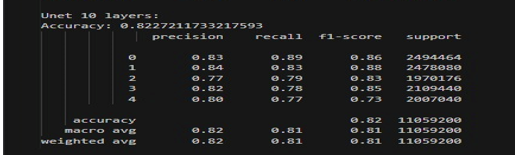 Unet 10 layers:
Accuracy: 0.8227211733217593
precision recall f1-score support
0 0.83 0.89 0.86 2494464
1 0.84 0.83 0.88 2478080
2 0.77 0.79 0.83 1970176
3 0.82 0.78 0.85 2109440
4 0.80 0.77 0.73 2007040
accuracy 0.82 11059200
macro avg 0.82 0.81 0.81 11059200
weighted avg 0.82 0.81 0.81 11059200